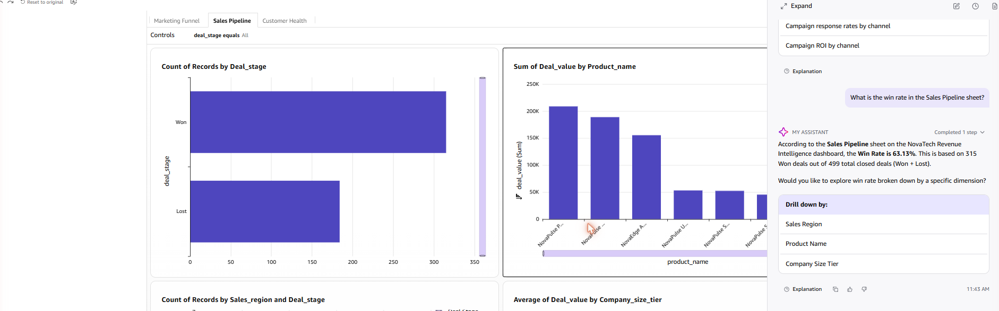 Reset to original
Marketing Funnel
Sales Pipeline
Customer Health
Controls
deal_stage equals All
Count of Records by Deal_stage
Won
Lost
deal_stage
0 50 100 150 200 250 300 350
Sum of Deal_value by Product_name
250K
200K
150K
100K
50K
0
deal_value (Sum)
NovaPulse P...
NovaPulse ...
NovaEdge A...
NovaPulse U...
NovaPulse S...
NovaPulse S
product_name
Count of Records by Sales_region and Deal_stage
Average of Deal_value by Company_size_tier
Expand
Campaign response rates by channel
Campaign ROI by channel
Explanation
What is the win rate in the Sales Pipeline sheet?
MY ASSISTANT
Completed 1 step
According to the Sales Pipeline sheet on the NovaTech Revenue
Intelligence dashboard, the Win Rate is 63.13%. This is based on 315
Won deals out of 499 total closed deals (Won + Lost).
Would you like to explore win rate broken down by a specific dimension?
Drill down by:
Sales Region
Product Name
Company Size Tier
Explanation
11:43 AM